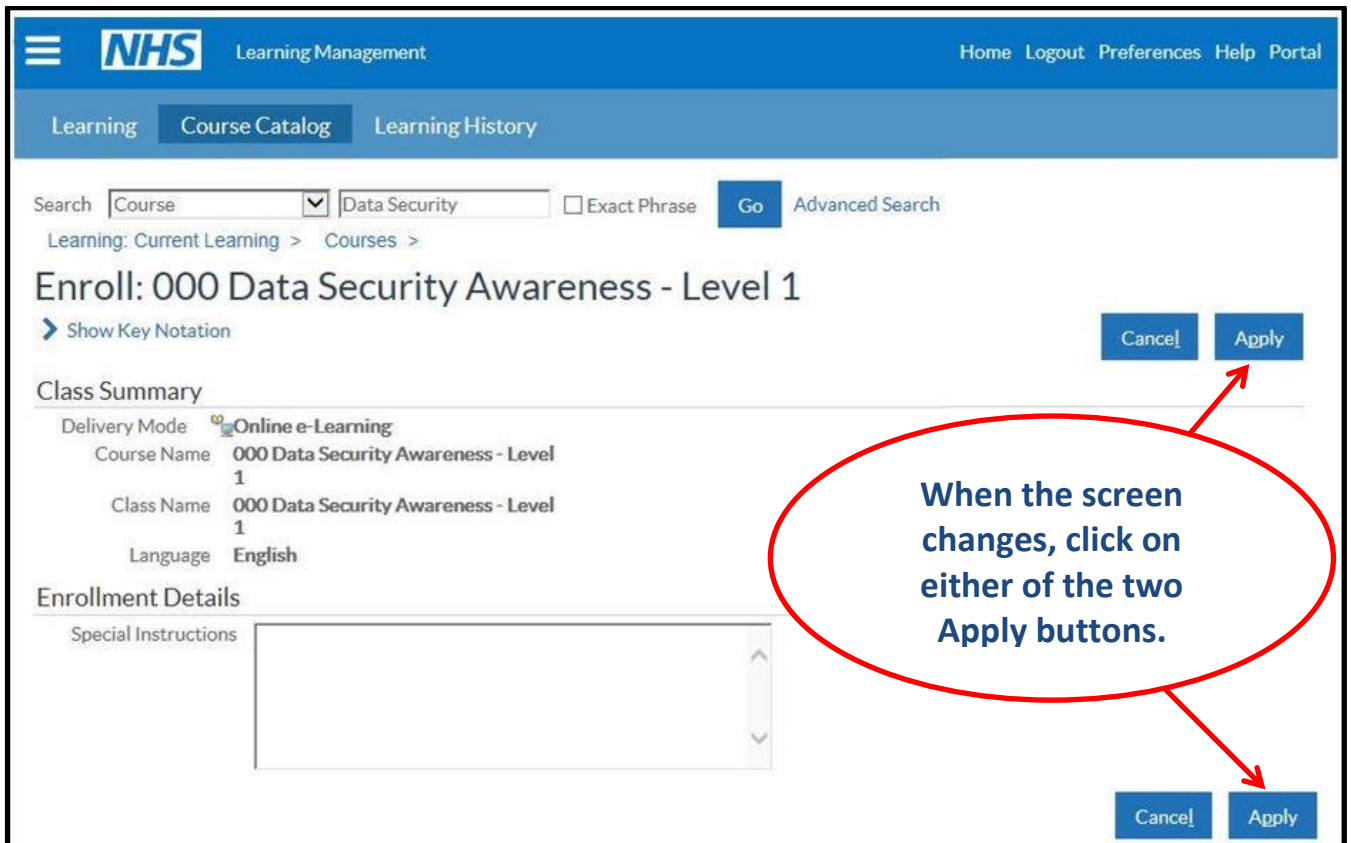 NHS Learning Management Home Logout Preferences Help Portal
Learning Course Catalog Learning History
Search Course Data Security Exact Phrase Go Advanced Search
Learning: Current Learning > Courses >
Enroll: 000 Data Security Awareness - Level 1
Show Key Notation
Cancel Apply
Class Summary
Delivery Mode Online e-Learning
Course Name 000 Data Security Awareness - Level
1
Class Name 000 Data Security Awareness - Level
1
Language English
When the screen
changes, click on
either of the two
Apply buttons.
Enrollment Details
Special Instructions
Cancel Apply